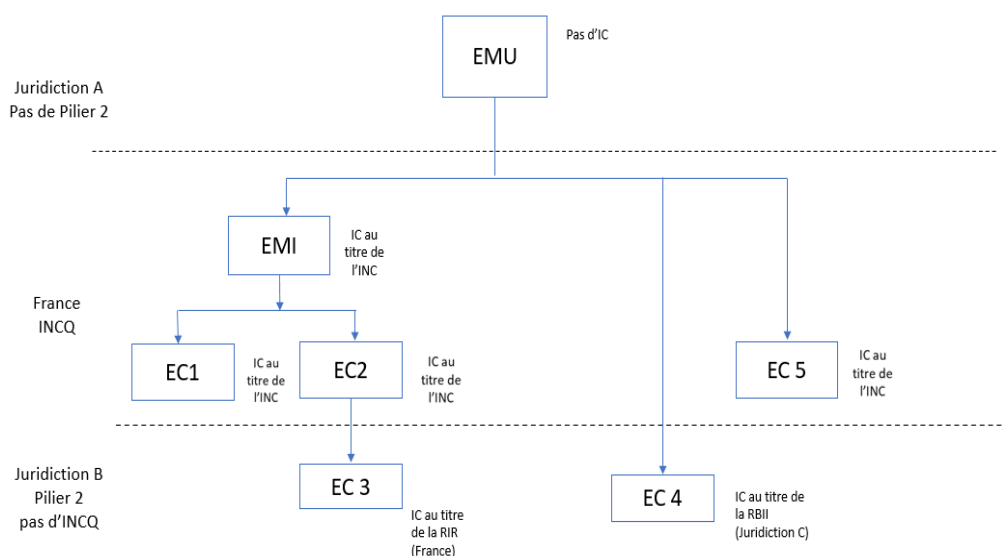 EMU
Pas d’IC
Juridiction A
Pas de Pilier 2
EMI
IC au
titre de
l’INC
France
INCQ
EC1
IC au
titre de
l’INC
EC2
IC au
titre de
l’INC
EC 5
IC au
titre de
l’INC
Juridiction B
Pilier 2
pas d’INCQ
EC 3
IC au titre
de la RIR
(France)
EC 4
IC au titre de
la RBII
(Juridiction C)